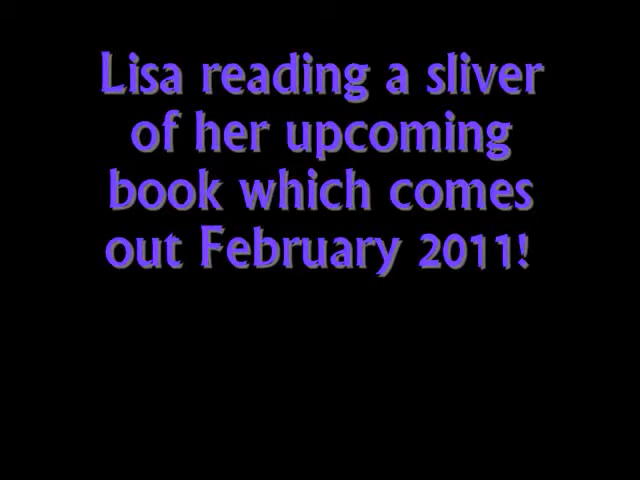 Lisa reading a sliver
of her upcoming
book which comes
out February 2011!